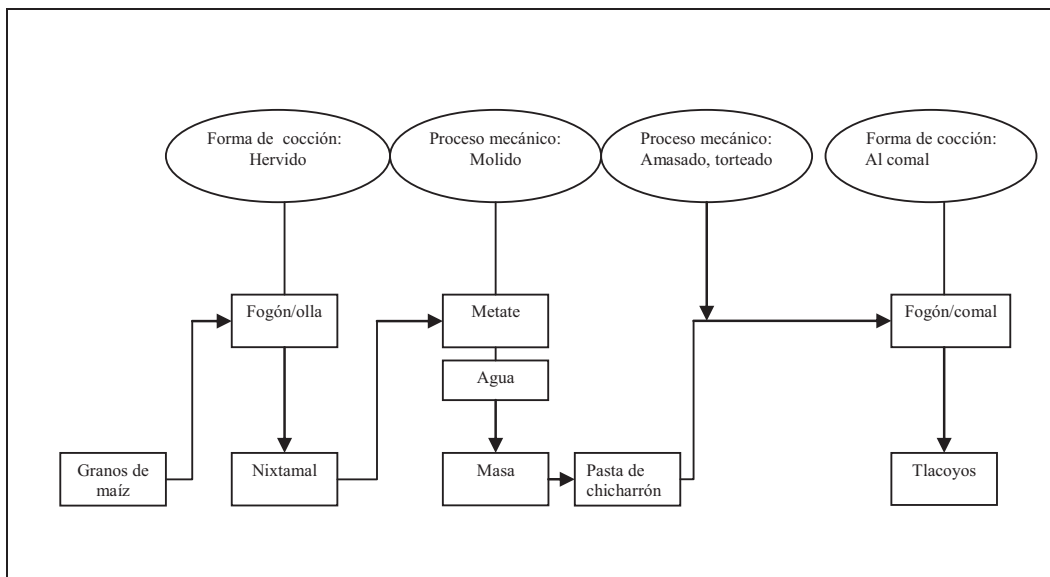 Forma de cocción:
Hervido
Proceso mecánico:
Molido
Proceso mecánico:
Amasado, torteado
Forma de cocción:
Al comal
Fogón/olla
Metate
Fogón/comal
Agua
Granos de
maíz
Nixtamal
Masa
Pasta de
chicharrón
Tlacoyos